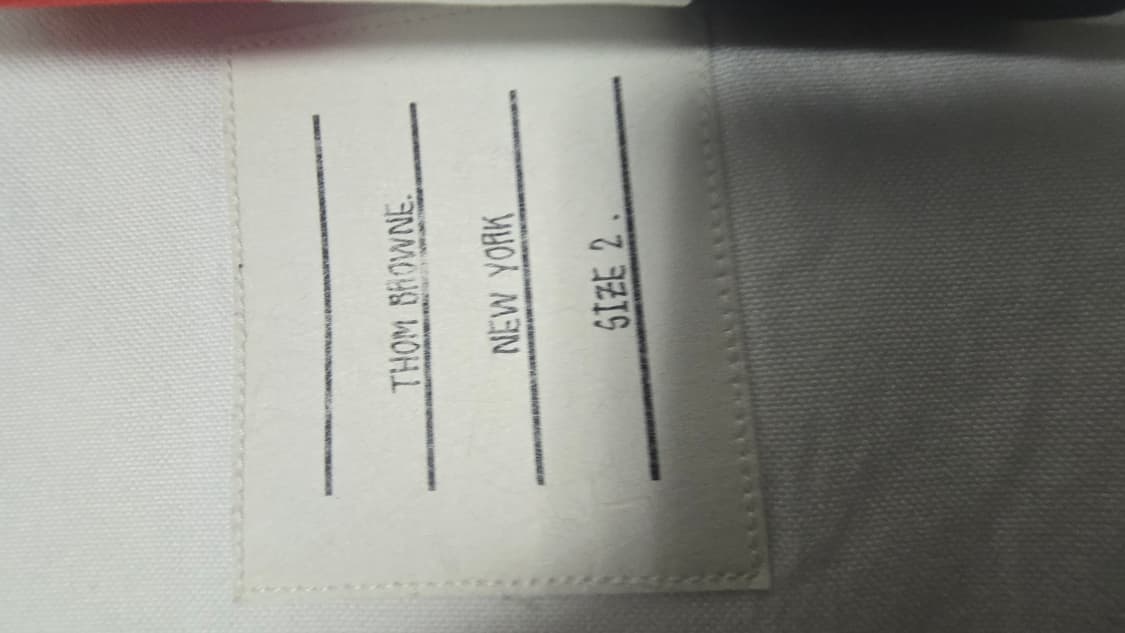 THOM BROWNE.
NEW YORK
SIZE 2.